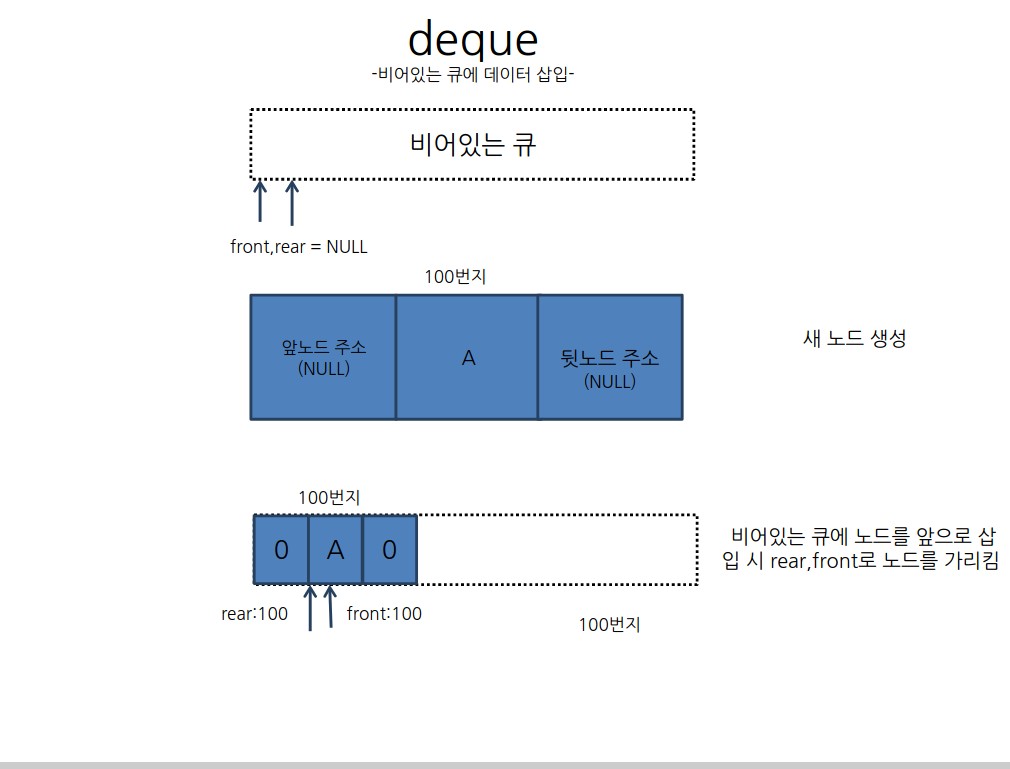 deque
-비어있는 큐에 데이터 삽입-
비어있는 큐
front,rear = NULL
100번지
앞노드 주소
(NULL)
A
뒷노드 주소
(NULL)
새 노드 생성
100번지
0
A
0
비어있는 큐에 노드를 앞으로 삽
입 시 rear,front로 노드를 가리킴
rear:100
front:100
100번지